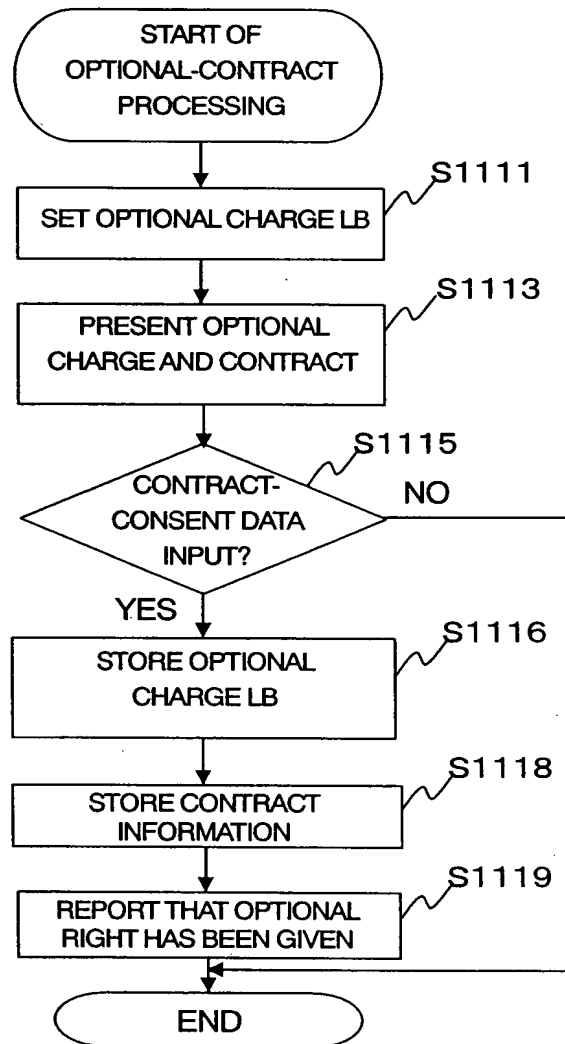 START OF
OPTIONAL-CONTRACT
PROCESSING
S1111
SET OPTIONAL CHARGE LB
S1113
PRESENT OPTIONAL
CHARGE AND CONTRACT
S1115
CONTRACT-
CONSENT DATA
INPUT?
NO
YES
S1116
STORE OPTIONAL
CHARGE LB
S1118
STORE CONTRACT
INFORMATION
S1119
REPORT THAT OPTIONAL
RIGHT HAS BEEN GIVEN
END